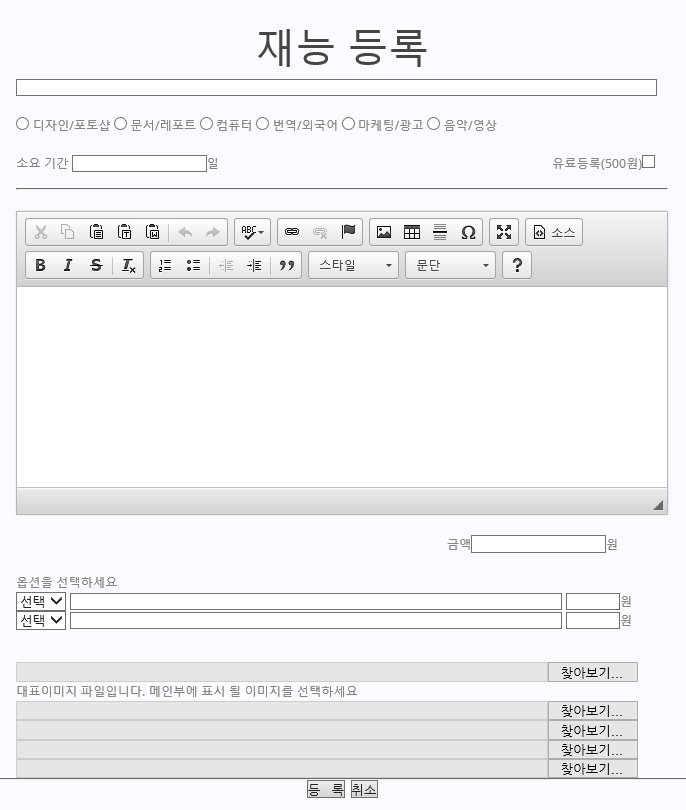 재능 등록
디자인/포토샵 문서/레포트 컴퓨터 번역/외국어 마케팅/광고 음악/영상
소요 기간 일 유료등록(500원)
ABC Ω 소스
B I S Tx 스타일 문단 ?
금액 원
옵션을 선택하세요
선택 원
선택 원
찾아보기...
대표이미지 파일입니다. 메인부에 표시 될 이미지를 선택하세요
찾아보기...
찾아보기...
찾아보기...
찾아보기...
등 록 취소